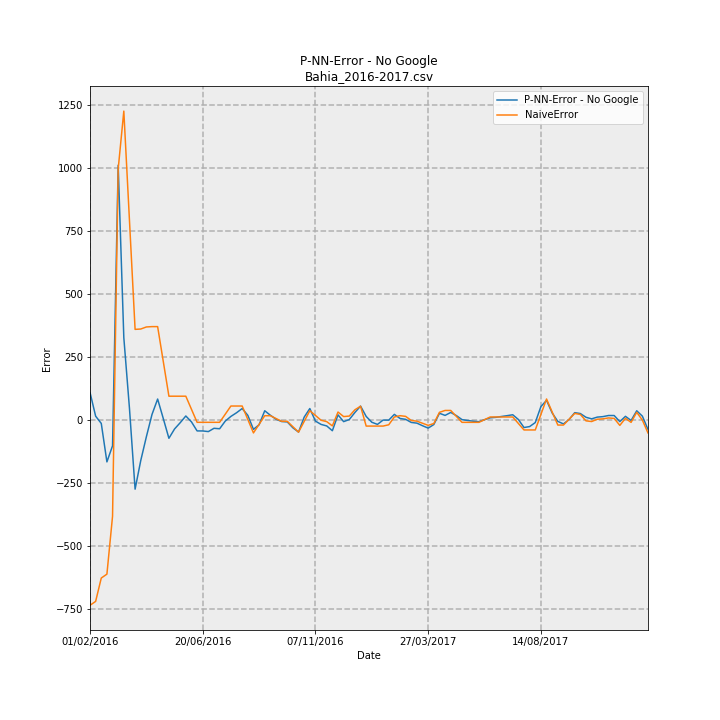 P-NN-Error - No Google
Bahia_2016-2017.csv
P-NN-Error - No Google
NaiveError
1250
1000
750
500
250
0
−250
−500
−750
Error
01/02/2016
20/06/2016
07/11/2016
27/03/2017
14/08/2017
Date